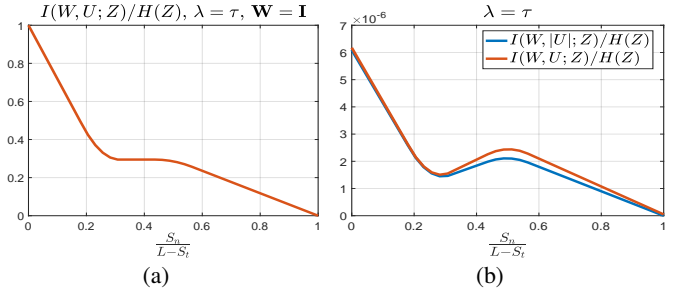 I(W, U; Z)/H(Z), λ = τ, W = I
1
0.8
0.6
0.4
0.2
0
0 0.2 0.4 0.6 0.8 1
S_n / (L−S_t)
(a)
λ = τ
×10^-6
7
6
5
4
3
2
1
0
I(W, |U|; Z)/H(Z)
I(W, U; Z)/H(Z)
0 0.2 0.4 0.6 0.8 1
S_n / (L−S_t)
(b)